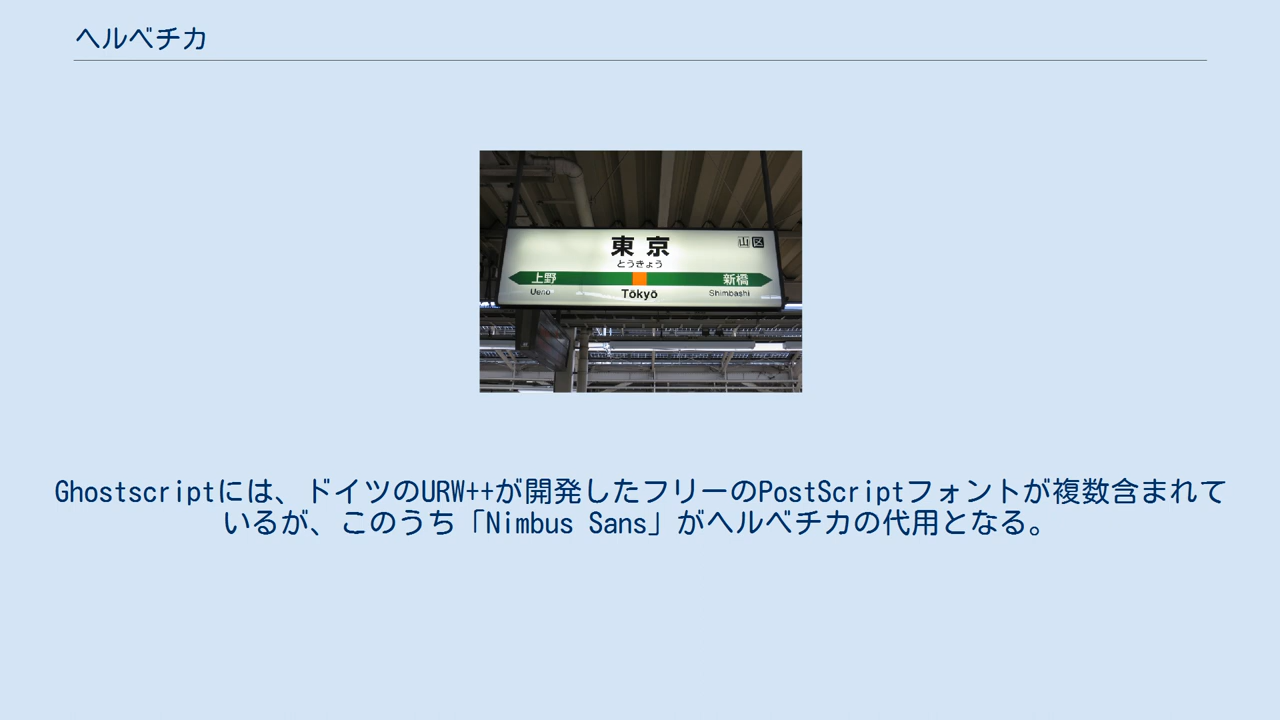 ヘルベチカ
東京
山区
とうきょう
上野 新橋
Ueno Tōkyō Shimbashi
Ghostscriptには、ドイツのURW++が開発したフリーのPostScriptフォントが複数含まれて
いるが、このうち「Nimbus Sans」がヘルベチカの代用となる。